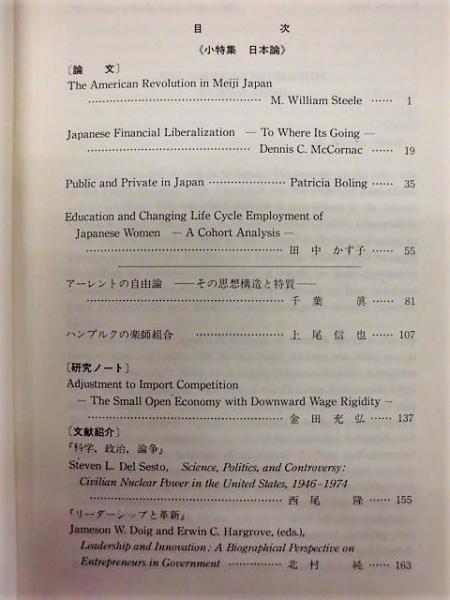 目　次
《小特集　日本論》
〔論　文〕
The American Revolution in Meiji Japan
…………………………………………… M. William Steele …… 1
Japanese Financial Liberalization — To Where Its Going —
…………………………………………… Dennis C. McCornac …… 19
Public and Private in Japan ………………… Patricia Boling …… 35
Education and Changing Life Cycle Employment of
Japanese Women — A Cohort Analysis —
…………………………………………… 田 中 かず子 …… 55
アーレントの自由論 ——その思想構造と特質——
…………………………………………… 千 葉 眞 …… 81
ハンブルクの楽師組合 …………………… 上 尾 信 也 …… 107
〔研究ノート〕
Adjustment to Import Competition
— The Small Open Economy with Downward Wage Rigidity —
…………………………………………… 金 田 充 弘 …… 137
〔文献紹介〕
『科学，政治，論争』
Steven L. Del Sesto, Science, Politics, and Controversy:
Civilian Nuclear Power in the United States, 1946-1974
…………………………………………… 西 尾 隆 …… 155
『リーダーシップと革新』
Jameson W. Doig and Erwin C. Hargrove, (eds.),
Leadership and Innovation: A Biographical Perspective on
Entrepreneurs in Government …………… 北 村 純 …… 163